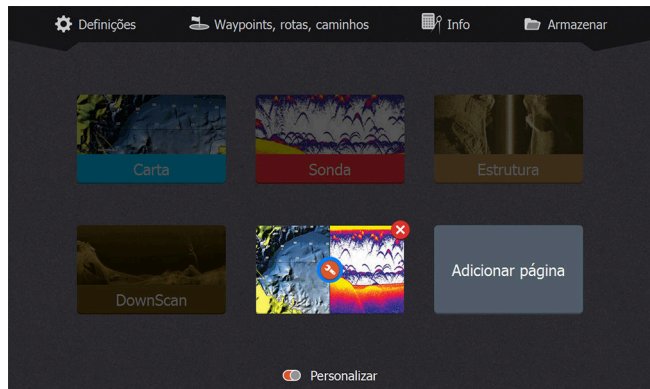 Definições
Waypoints, rotas, caminhos
Info
Armazenar
Carta
Sonda
Estrutura
DownScan
Adicionar página
Personalizar